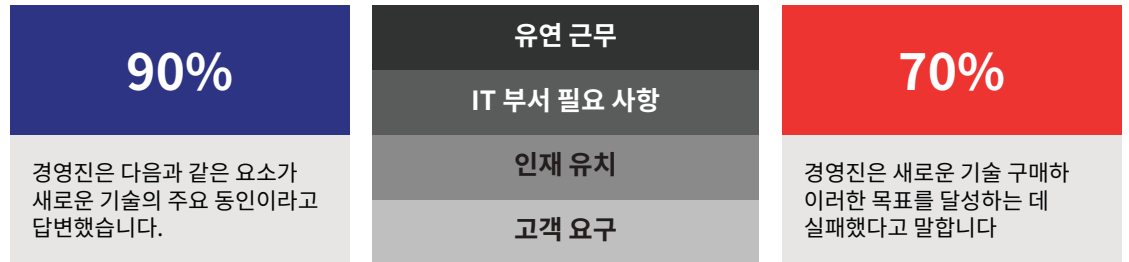 90%
경영진은 다음과 같은 요소가
새로운 기술의 주요 동인이라고
답변했습니다.
유연 근무
IT 부서 필요 사항
인재 유치
고객 요구
70%
경영진은 새로운 기술 구매하
이러한 목표를 달성하는 데
실패했다고 말합니다